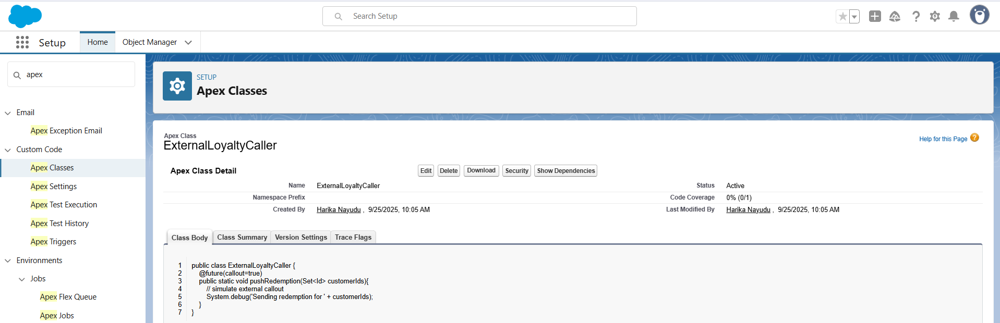 Search Setup
Setup
Home
Object Manager
apex
Email
Apex Exception Email
Custom Code
Apex Classes
Apex Settings
Apex Test Execution
Apex Test History
Apex Triggers
Environments
Jobs
Apex Flex Queue
Apex Jobs
SETUP
Apex Classes
Apex Class
ExternalLoyaltyCaller
Help for this Page ?
Apex Class Detail
Edit Delete Download Security Show Dependencies
Name ExternalLoyaltyCaller Status Active
Namespace Prefix Code Coverage 0% (0/1)
Created By Harika Nayudu , 9/25/2025, 10:05 AM Last Modified By Harika Nayudu , 9/25/2025, 10:05 AM
Class Body Class Summary Version Settings Trace Flags
1 public class ExternalLoyaltyCaller {
2 @future(callout=true)
3 public static void pushRedemption(Set<Id> customerIds){
4 // simulate external callout
5 System.debug('Sending redemption for ' + customerIds);
6 }
7 }